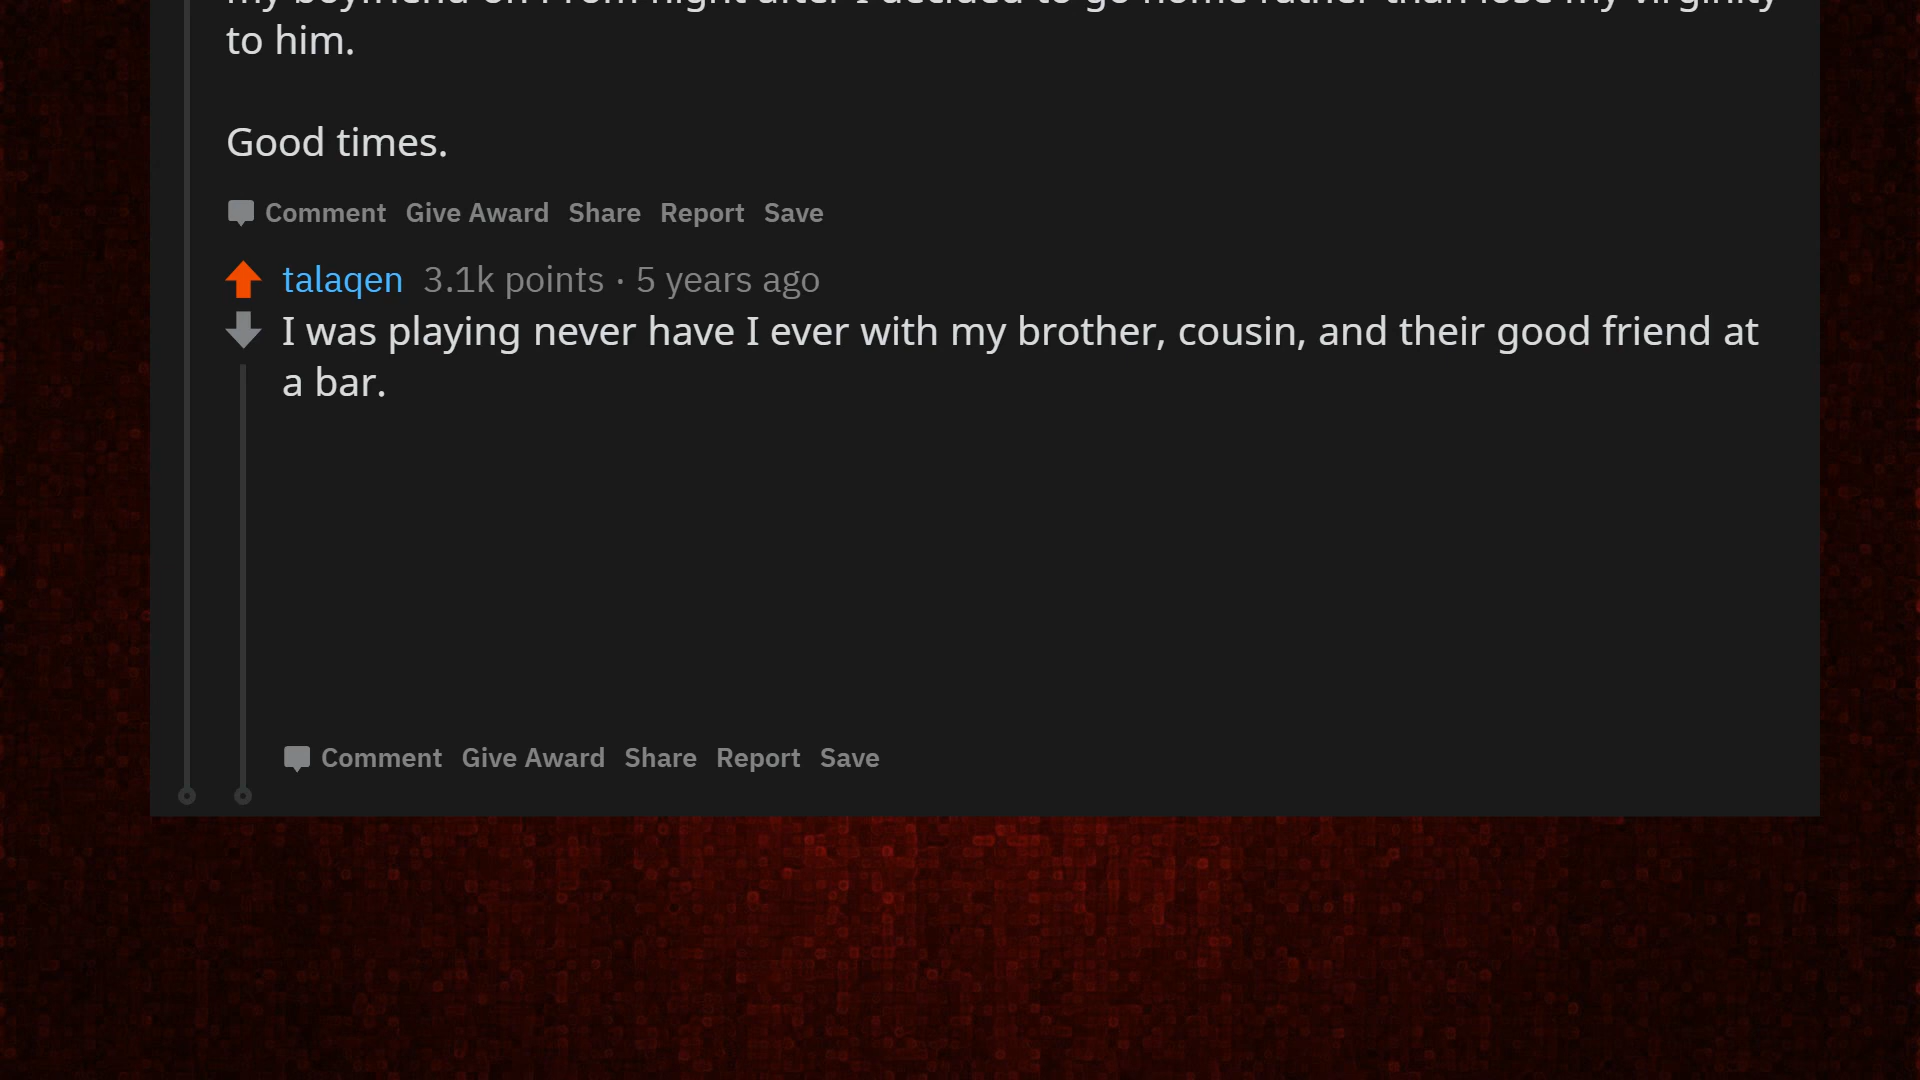 my boyfriend on Prom night after I decided to go home rather than lose my virginity
to him.
Good times.
Comment Give Award Share Report Save
talaqen 3.1k points · 5 years ago
I was playing never have I ever with my brother, cousin, and their good friend at
a bar.
Comment Give Award Share Report Save